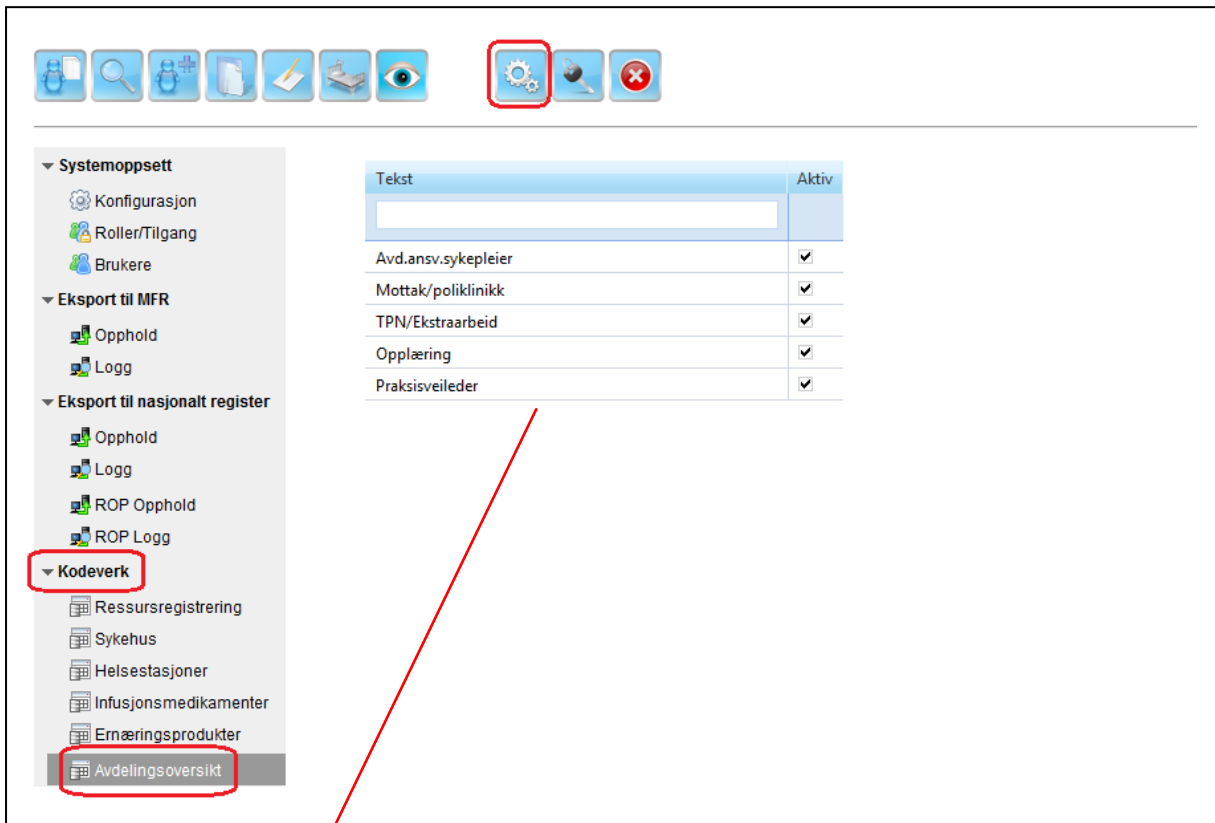 Systemoppsett
Konfigurasjon
Roller/Tilgang
Brukere
Eksport til MFR
Opphold
Logg
Eksport til nasjonalt register
Opphold
Logg
ROP Opphold
ROP Logg
Kodeverk
Ressursregistrering
Sykehus
Helsestasjoner
Infusjonsmedikamenter
Ernæringsprodukter
Avdelingsoversikt
Tekst Aktiv
Avd.ansv.sykepleier
Mottak/poliklinikk
TPN/Ekstraarbeid
Opplæring
Praksisveileder